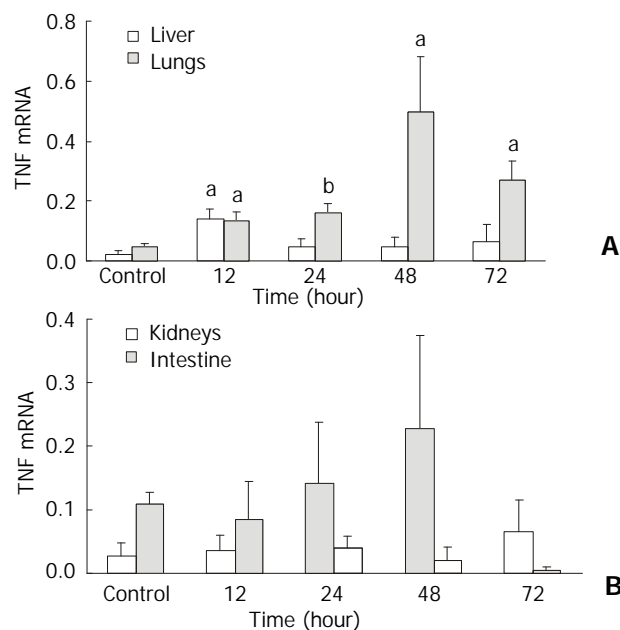 0.8
Liver
Lungs
a
0.6
TNF mRNA
0.4
a
a
a
b
0.2
0.0
Control 12 24 48 72
Time (hour)
A
0.4
Kidneys
Intestine
0.3
TNF mRNA
0.2
0.1
0.0
Control 12 24 48 72
Time (hour)
B